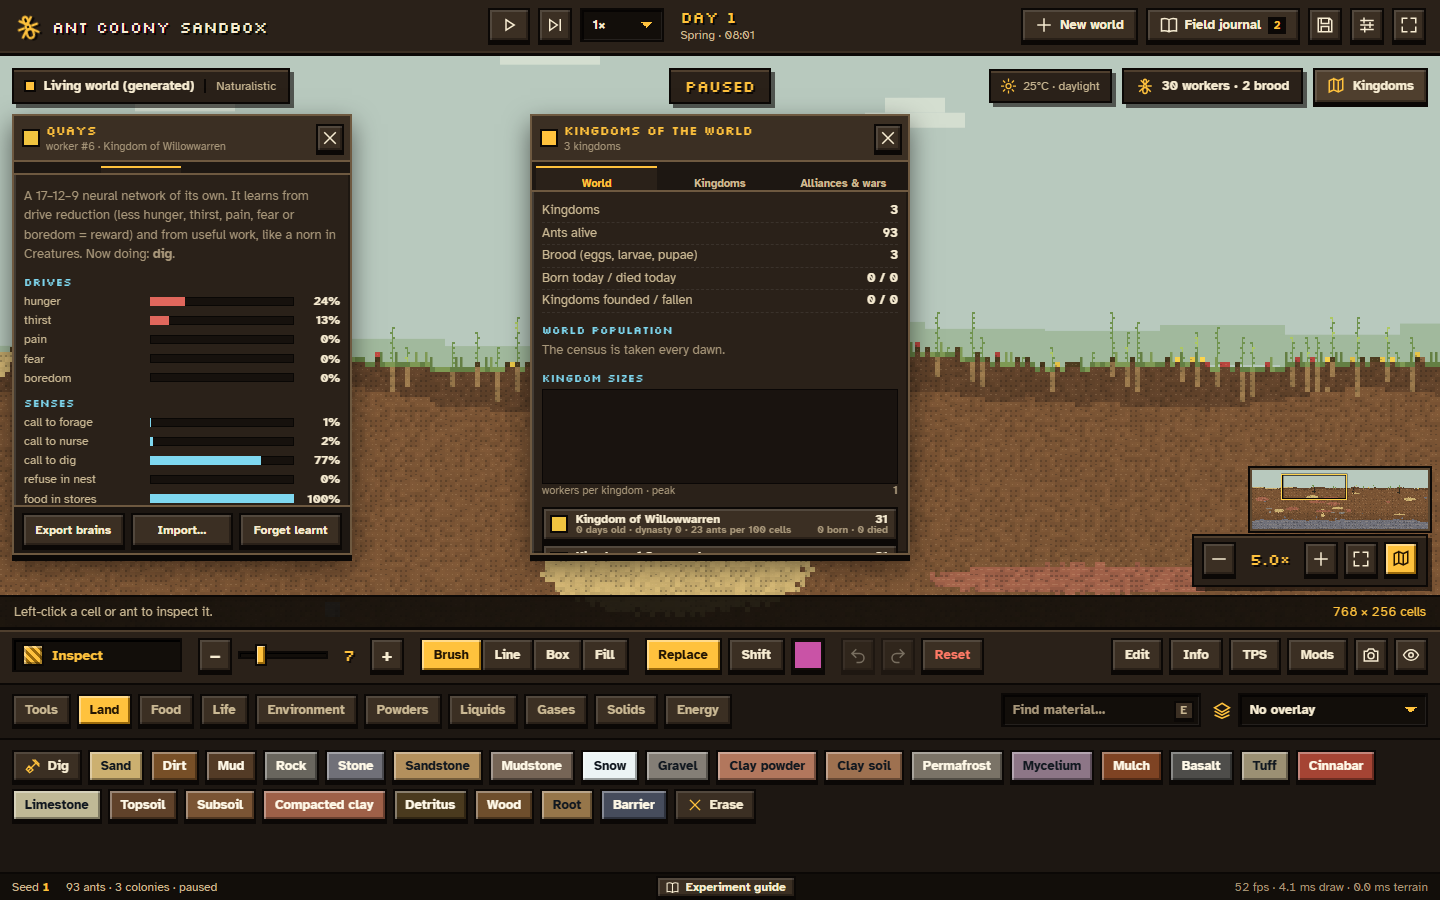 ANT COLONY SANDBOX
1×
DAY 1
Spring · 08:01
New world
Field journal 2
Living world (generated) Naturalistic
PAUSED
25°C · daylight
30 workers · 2 brood
Kingdoms
QUAYS
worker #6 · Kingdom of Willowwarren
A 17–12–9 neural network of its own. It learns from
drive reduction (less hunger, thirst, pain, fear or
boredom = reward) and from useful work, like a norn in
Creatures. Now doing: dig.
DRIVES
hunger 24%
thirst 13%
pain 0%
fear 0%
boredom 0%
SENSES
call to forage 1%
call to nurse 2%
call to dig 77%
refuse in nest 0%
food in stores 100%
Export brains
Import...
Forget learnt
KINGDOMS OF THE WORLD
3 kingdoms
World
Kingdoms
Alliances & wars
Kingdoms 3
Ants alive 93
Brood (eggs, larvae, pupae) 3
Born today / died today 0 / 0
Kingdoms founded / fallen 0 / 0
WORLD POPULATION
The census is taken every dawn.
KINGDOM SIZES
workers per kingdom · peak 1
Kingdom of Willowwarren 31
0 days old · dynasty 0 · 23 ants per 100 cells 0 born · 0 died
5.0×
Left-click a cell or ant to inspect it.
768 × 256 cells
Inspect
7
Brush
Line
Box
Fill
Replace
Shift
Reset
Edit
Info
TPS
Mods
Tools
Land
Food
Life
Environment
Powders
Liquids
Gases
Solids
Energy
Find material... E
No overlay
Dig
Sand
Dirt
Mud
Rock
Stone
Sandstone
Mudstone
Snow
Gravel
Clay powder
Clay soil
Permafrost
Mycelium
Mulch
Basalt
Tuff
Cinnabar
Limestone
Topsoil
Subsoil
Compacted clay
Detritus
Wood
Root
Barrier
Erase
Seed 1
93 ants · 3 colonies · paused
Experiment guide
52 fps · 4.1 ms draw · 0.0 ms terrain